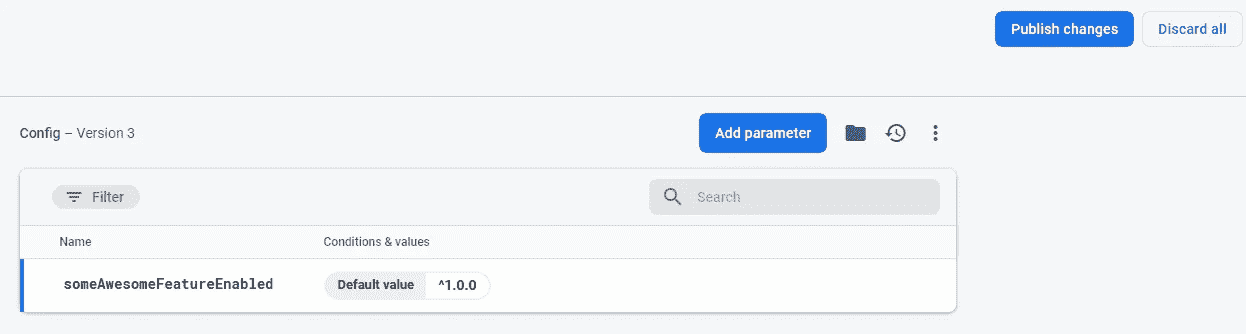 Publish changes Discard all
Config – Version 3 Add parameter
Filter Search
Name Conditions & values
someAwesomeFeatureEnabled Default value ^1.0.0